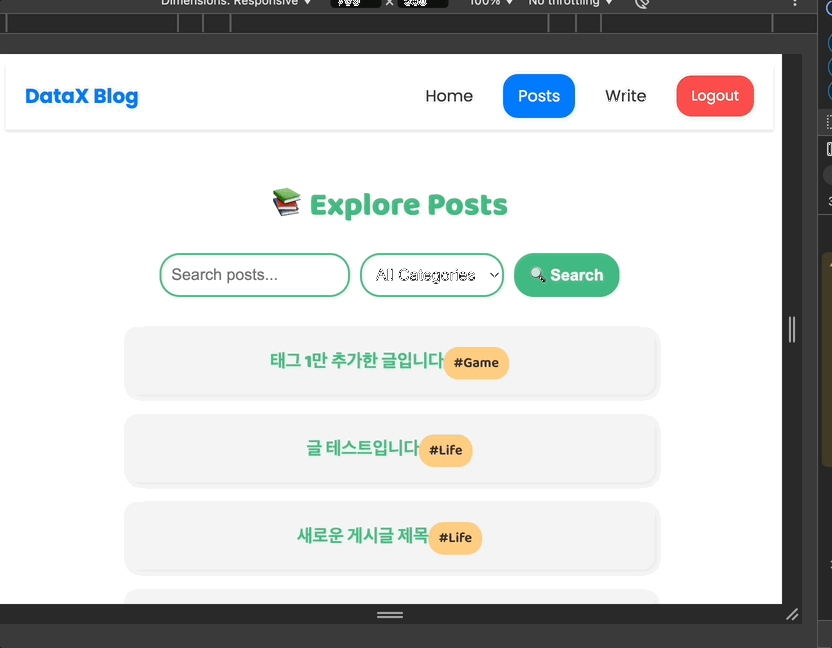 Dimensions: Responsive
x
100%
No throttling
DataX Blog
Home
Posts
Write
Logout
📚 Explore Posts
Search posts...
All Categories
🔍 Search
태그 1만 추가한 글입니다 #Game
글 테스트입니다 #Life
새로운 게시글 제목 #Life